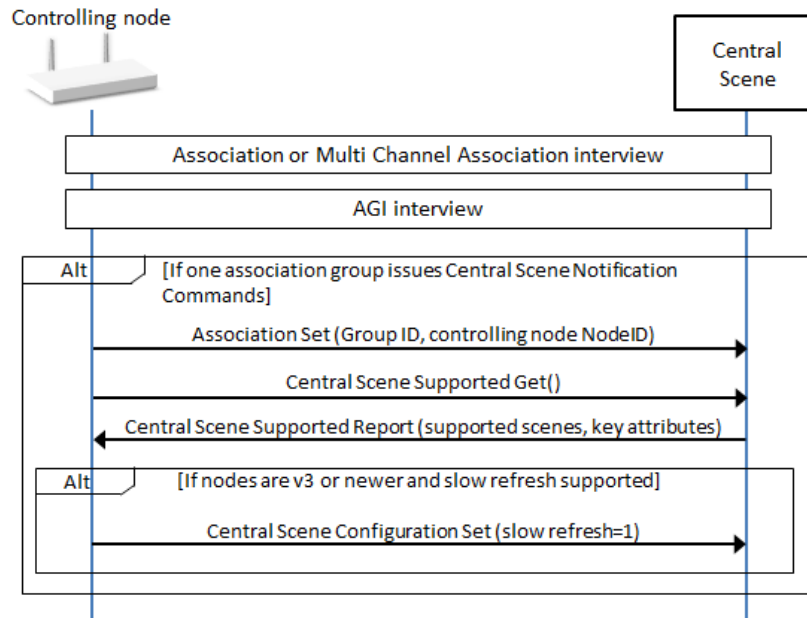 Controlling node
Central
Scene
Association or Multi Channel Association interview
AGI interview
Alt
[If one association group issues Central Scene Notification
Commands]
Association Set (Group ID, controlling node NodeID)
Central Scene Supported Get()
Central Scene Supported Report (supported scenes, key attributes)
Alt
[If nodes are v3 or newer and slow refresh supported]
Central Scene Configuration Set (slow refresh=1)